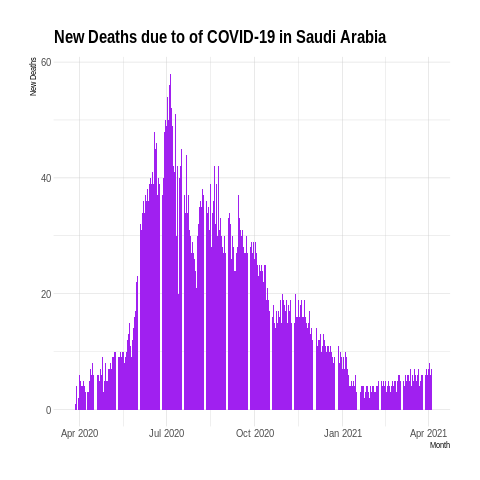 New Deaths due to of COVID-19 in Saudi Arabia
New Deaths
60
40
20
0
Apr 2020 Jul 2020 Oct 2020 Jan 2021 Apr 2021
Month